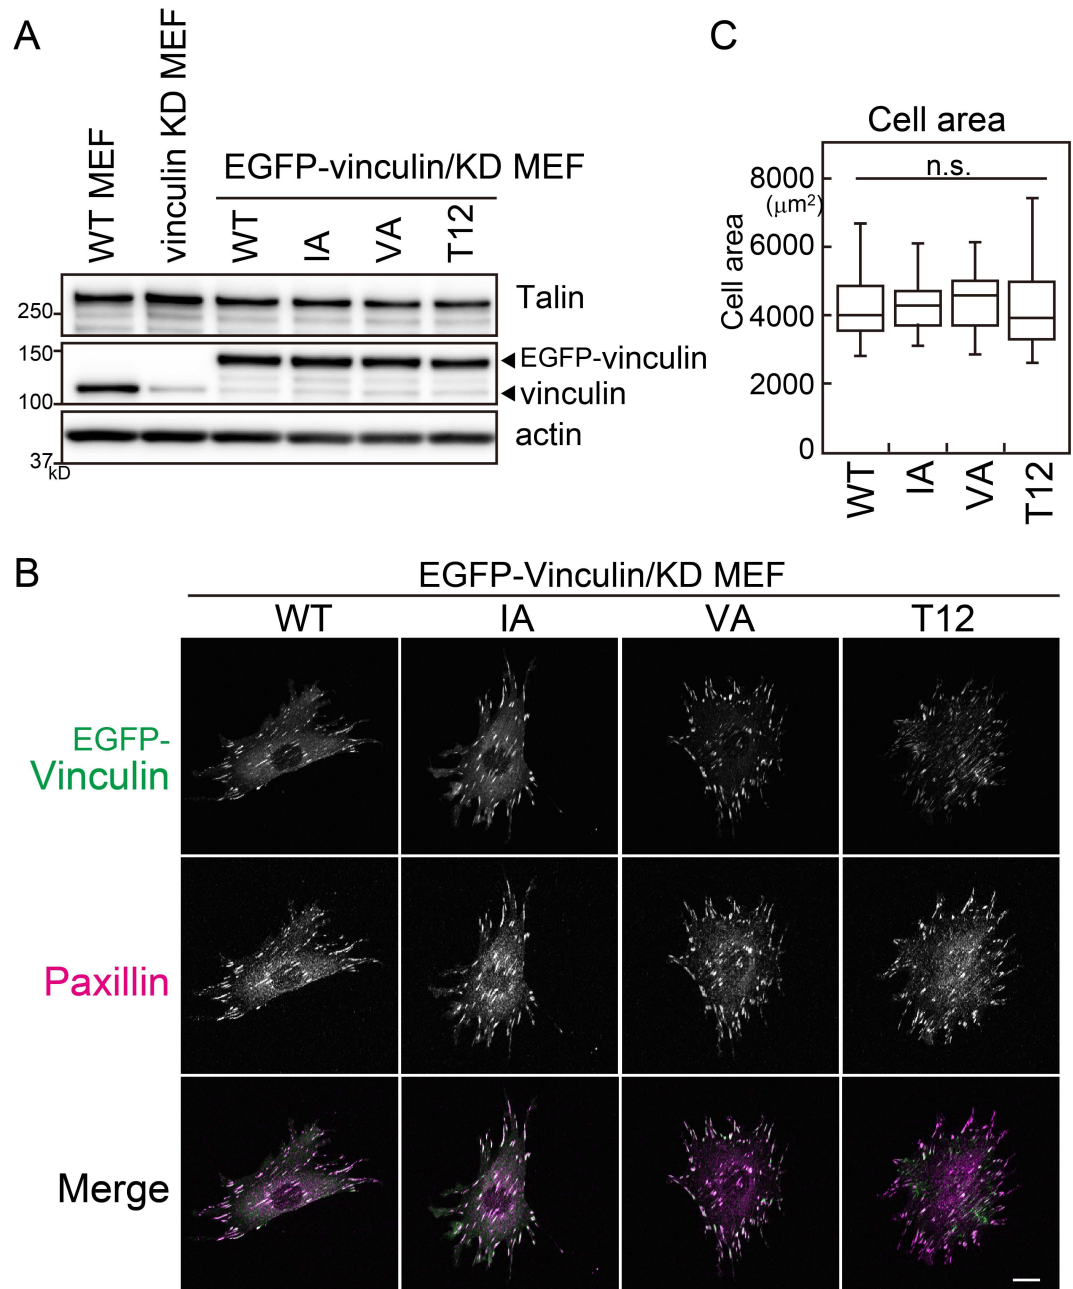 A
WT MEF
vinculin KD MEF
EGFP-vinculin/KD MEF
WT
IA
VA
T12
250
Talin
150
EGFP-vinculin
100
vinculin
actin
37
kD
C
Cell area
Cell area
(μm²)
8000
6000
4000
2000
0
n.s.
WT
IA
VA
T12
B
EGFP-Vinculin/KD MEF
WT IA VA T12
EGFP-
Vinculin
Paxillin
Merge